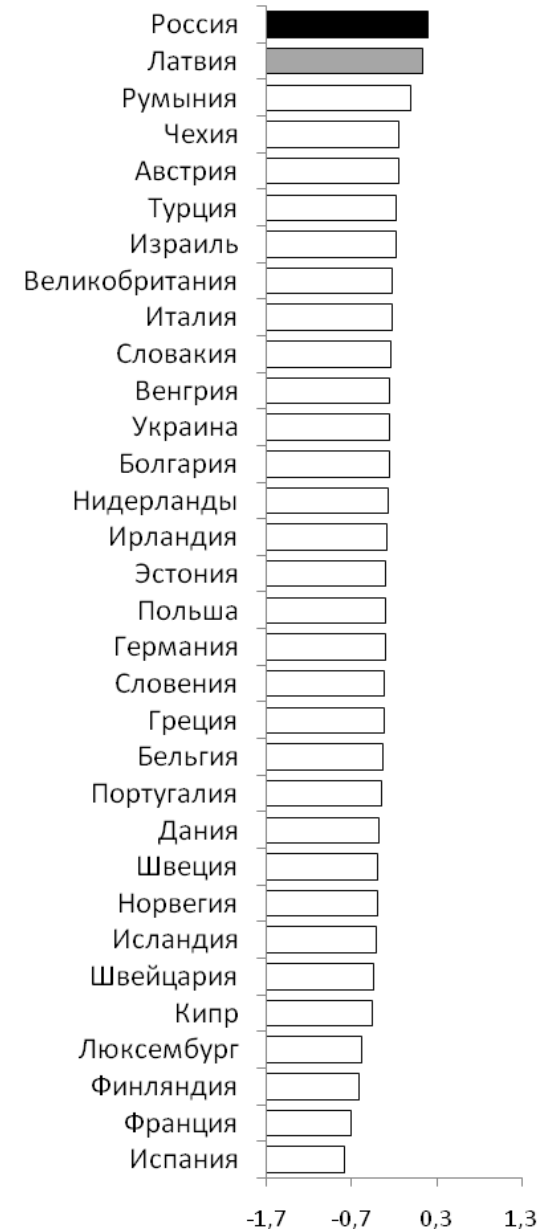 Россия
Латвия
Румыния
Чехия
Австрия
Турция
Израиль
Великобритания
Италия
Словакия
Венгрия
Украина
Болгария
Нидерланды
Ирландия
Эстония
Польша
Германия
Словения
Греция
Бельгия
Португалия
Дания
Швеция
Норвегия
Исландия
Швейцария
Кипр
Люксембург
Финляндия
Франция
Испания
-1,7 -0,7 0,3 1,3